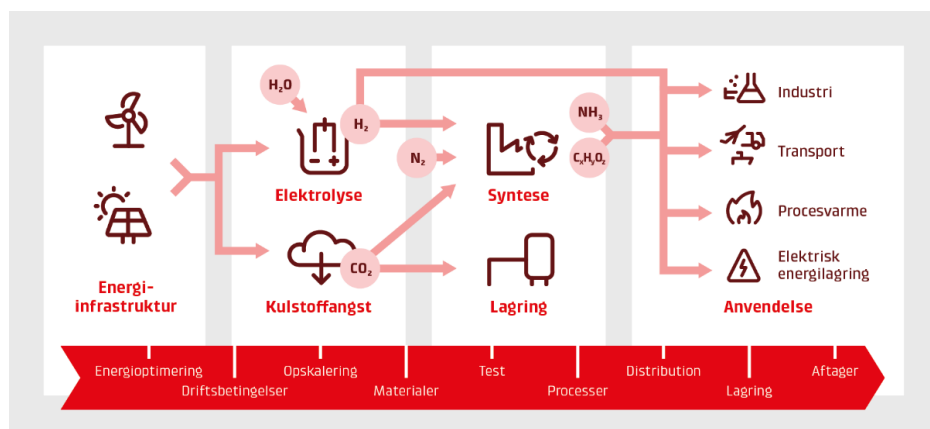 H₂O
H₂
N₂
NH₃
CₓHᵧO₂
CO₂
Energi-
infrastruktur
Elektrolyse
Kulstoffangst
Syntese
Lagring
Industri
Transport
Procesvarme
Elektrisk
energilagring
Anvendelse
Energioptimering
Driftsbetingelser
Opskalering
Materialer
Test
Processer
Distribution
Lagring
Aftager